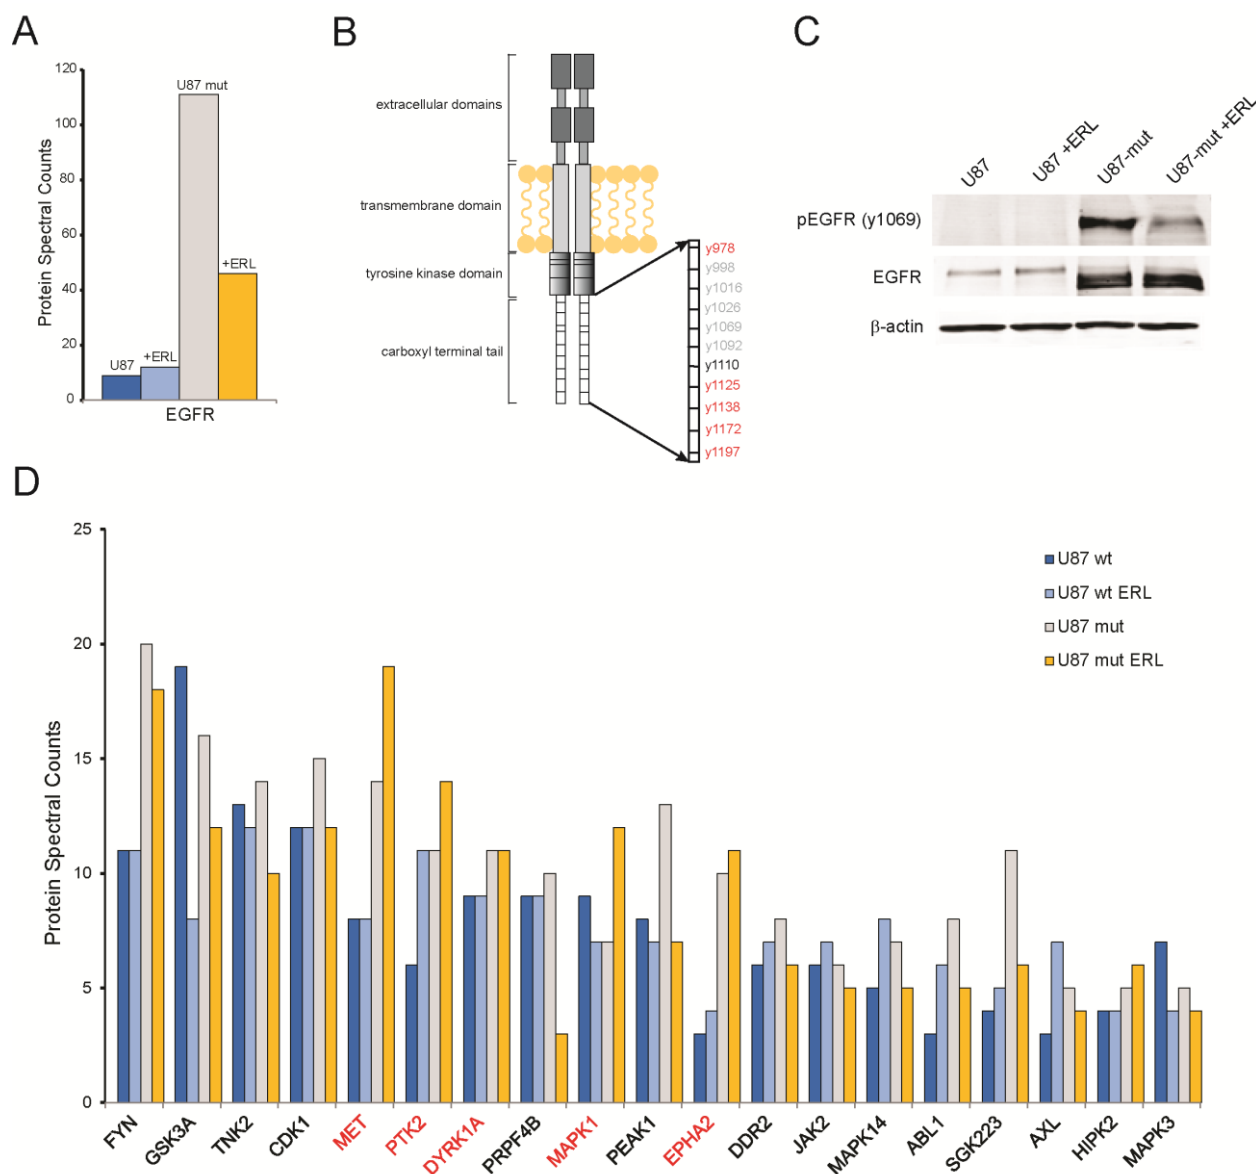 A
B
C
120
100
80
60
40
20
0
Protein Spectral Counts
U87
+ERL
U87 mut
+ERL
EGFR
extracellular domains
transmembrane domain
tyrosine kinase domain
carboxyl terminal tail
y978
y998
y1016
y1026
y1069
y1092
y1110
y1125
y1138
y1172
y1197
U87
U87 +ERL
U87-mut
U87-mut +ERL
pEGFR (y1069)
EGFR
β-actin
D
25
20
15
10
5
0
Protein Spectral Counts
U87 wt
U87 wt ERL
U87 mut
U87 mut ERL
FYN
GSK3A
TNK2
CDK1
MET
PTK2
DYRK1A
PRPF4B
MAPK1
PEAK1
EPHA2
DDR2
JAK2
MAPK14
ABL1
SGK223
AXL
HIPK2
MAPK3